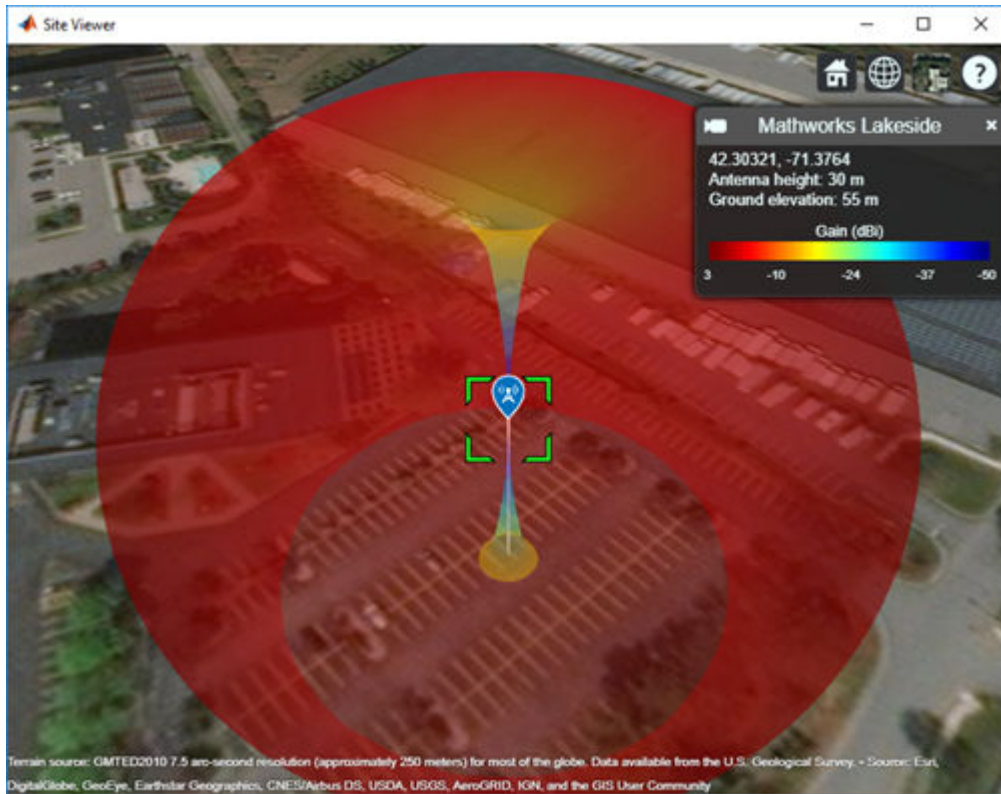 Site Viewer
Mathworks Lakeside
42.30321, -71.3764
Antenna height: 30 m
Ground elevation: 55 m
Gain (dBi)
3 -10 -24 -37 -50
Terrain source: GMTED2010 7.5 arc-second resolution (approximately 250 meters) for most of the globe. Data available from the U.S. Geological Survey. • Source: Esri,
DigitalGlobe, GeoEye, Earthstar Geographics, CNES/Airbus DS, USDA, USGS, AeroGRID, IGN, and the GIS User Community